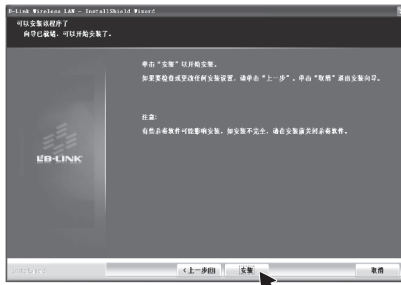 B-Link Wireless LAN - InstallShield Wizard
可以安装该程序了
向导已就绪，可以开始安装了。
单击“安装”以开始安装。
如果要检查或更改任何安装设置，请单击“上一步”。单击“取消”退出安装向导。
注意：
有些杀毒软件可能影响安装，如安装不完全，请在安装前关闭杀毒软件。
LB-LINK
InstallShield
<上一步(B)
安装
取消